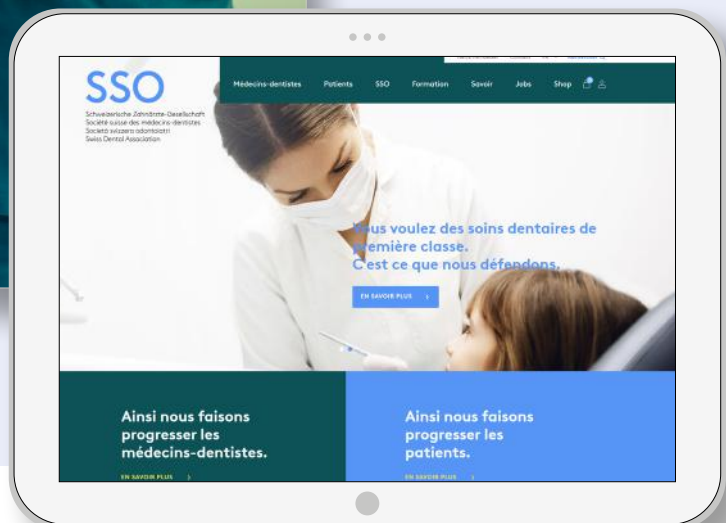 SSO
Schweizerische Zahnärzte-Gesellschaft
Société suisse des médecins-dentistes
Società svizzera odontoiatri
Swiss Dental Association
Médecins-dentistes Patients SSO Formation Savoir Jobs Shop
Vous voulez des soins dentaires de
première classe.
C'est ce que nous défendons.
EN SAVOIR PLUS
Ainsi nous faisons
progresser les
médecins-dentistes.
EN SAVOIR PLUS
Ainsi nous faisons
progresser les
patients.
EN SAVOIR PLUS